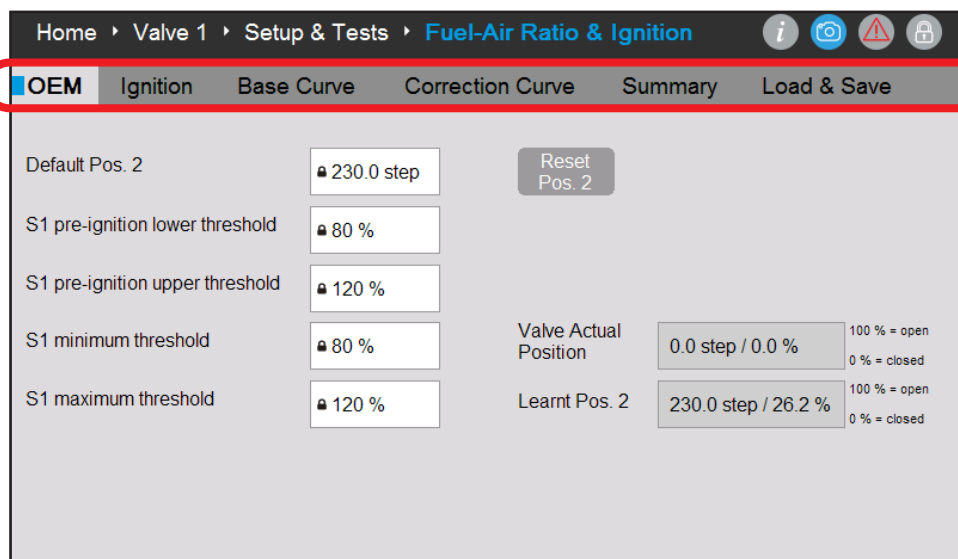 Home ‣ Valve 1 ‣ Setup & Tests ‣ Fuel-Air Ratio & Ignition i
OEM Ignition Base Curve Correction Curve Summary Load & Save
Default Pos. 2 230.0 step Reset
Pos. 2
S1 pre-ignition lower threshold 80 %
S1 pre-ignition upper threshold 120 %
S1 minimum threshold 80 %
Valve Actual
Position 0.0 step / 0.0 % 100 % = open
0 % = closed
S1 maximum threshold 120 %
Learnt Pos. 2 230.0 step / 26.2 % 100 % = open
0 % = closed